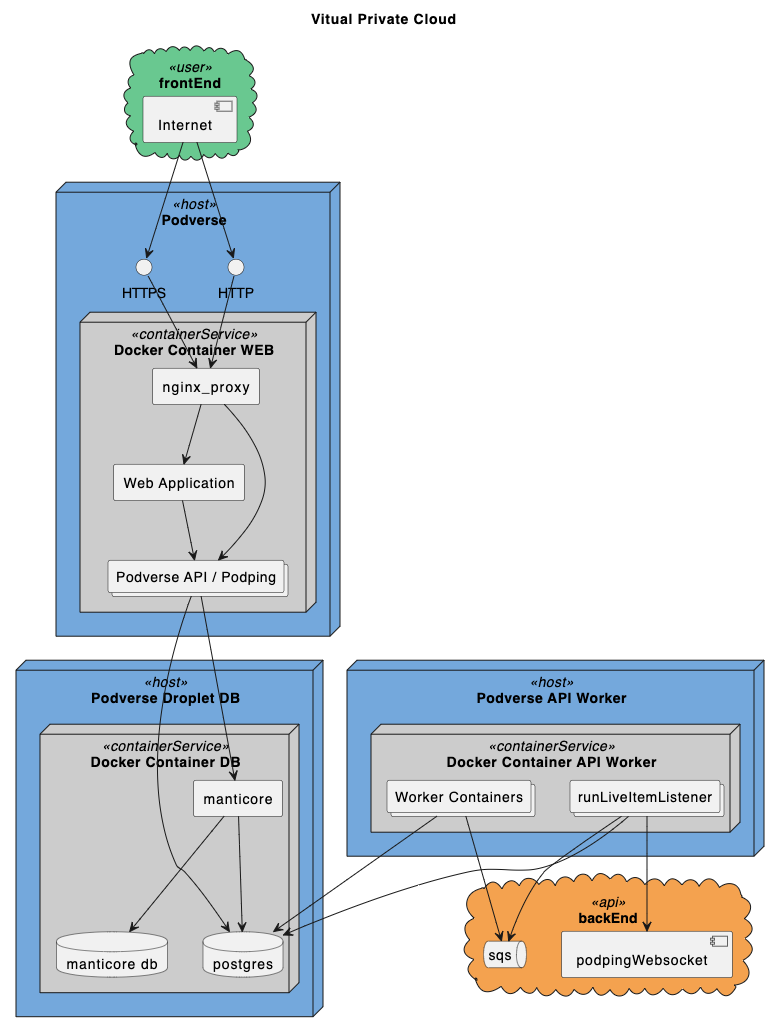 Vitual Private Cloud
«user»
frontEnd
Internet
«host»
Podverse
HTTPS
HTTP
«containerService»
Docker Container WEB
nginx_proxy
Web Application
Podverse API / Podping
«host»
Podverse Droplet DB
«containerService»
Docker Container DB
manticore
manticore db
postgres
«host»
Podverse API Worker
«containerService»
Docker Container API Worker
Worker Containers
runLiveItemListener
«api»
backEnd
sqs
podpingWebsocket